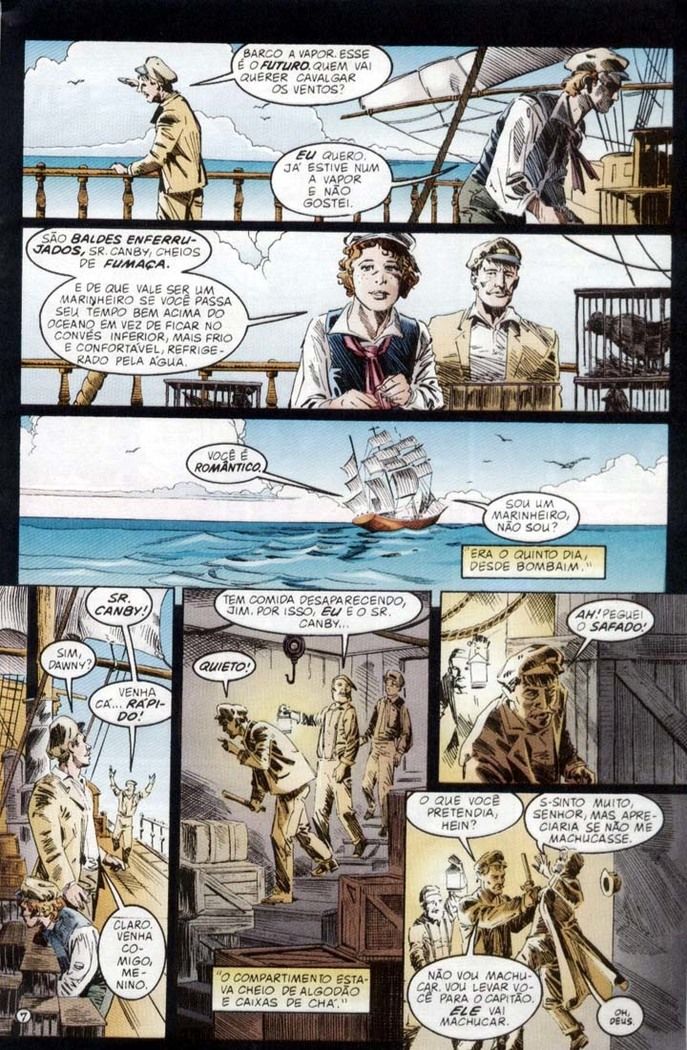 BARCO A VAPOR. ESSE
É O FUTURO. QUEM VAI
QUERER CAVALGAR
OS VENTOS?
EU QUERO.
JÁ ESTIVE NUM
A VAPOR
E NÃO
GOSTEI.
SÃO BALDES ENFERRU-
JADOS, SR. CANBY, CHEIOS
DE FUMAÇA.
E DE QUE VALE SER UM
MARINHEIRO SE VOCÊ PASSA
SEU TEMPO BEM ACIMA DO
OCEANO EM VEZ DE FICAR NO
CONVÉS INFERIOR, MAIS FRIO
E CONFORTÁVEL, REFRIGE-
RADO PELA ÁGUA.
VOCÊ É
ROMÂNTICO.
SOU UM
MARINHEIRO,
NÃO SOU?
"ERA O QUINTO DIA,
DESDE BOMBAIM."
SR.
CANBY!
SIM,
DAWNY?
VENHA
CÁ... RÁPI-
DO!
CLARO.
VENHA
CO-
MIGO,
ME-
NINO.
TEM COMIDA DESAPARECENDO,
JIM. POR ISSO, EU E O SR.
CANBY...
QUIETO!
"O COMPARTIMENTO ESTA-
VA CHEIO DE ALGODÃO
E CAIXAS DE CHÁ."
AH! PEGUEI
O SAFADO!
O QUE VOCÊ
PRETENDIA,
HEIN?
S-SINTO MUITO,
SENHOR, MAS APRE-
CIARIA SE NÃO ME
MACHUCASSE.
NÃO VOU MACHU-
CAR. VOU LEVAR VO-
CÊ PARA O CAPITÃO.
ELE VAI
MACHUCAR.
OH,
DEUS.
7